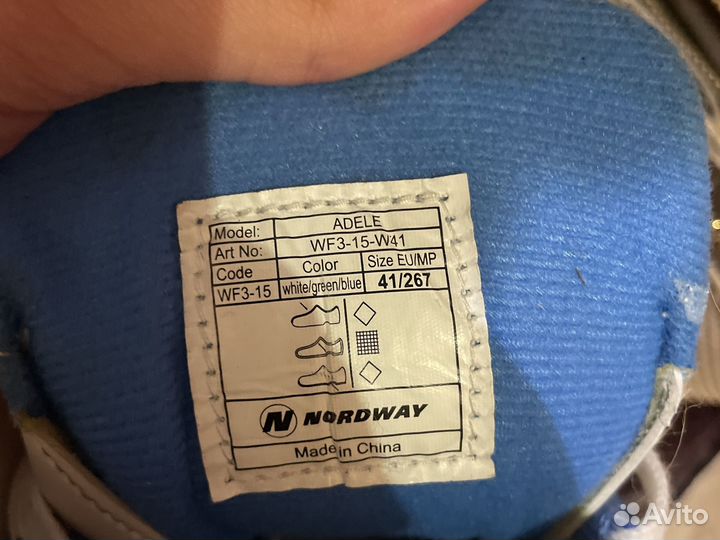 Model: ADELE
Art No: WF3-15-W41
Code Color Size EU/MP
WF3-15 white/green/blue 41/267
N NORDWAY
Made in China
Avito